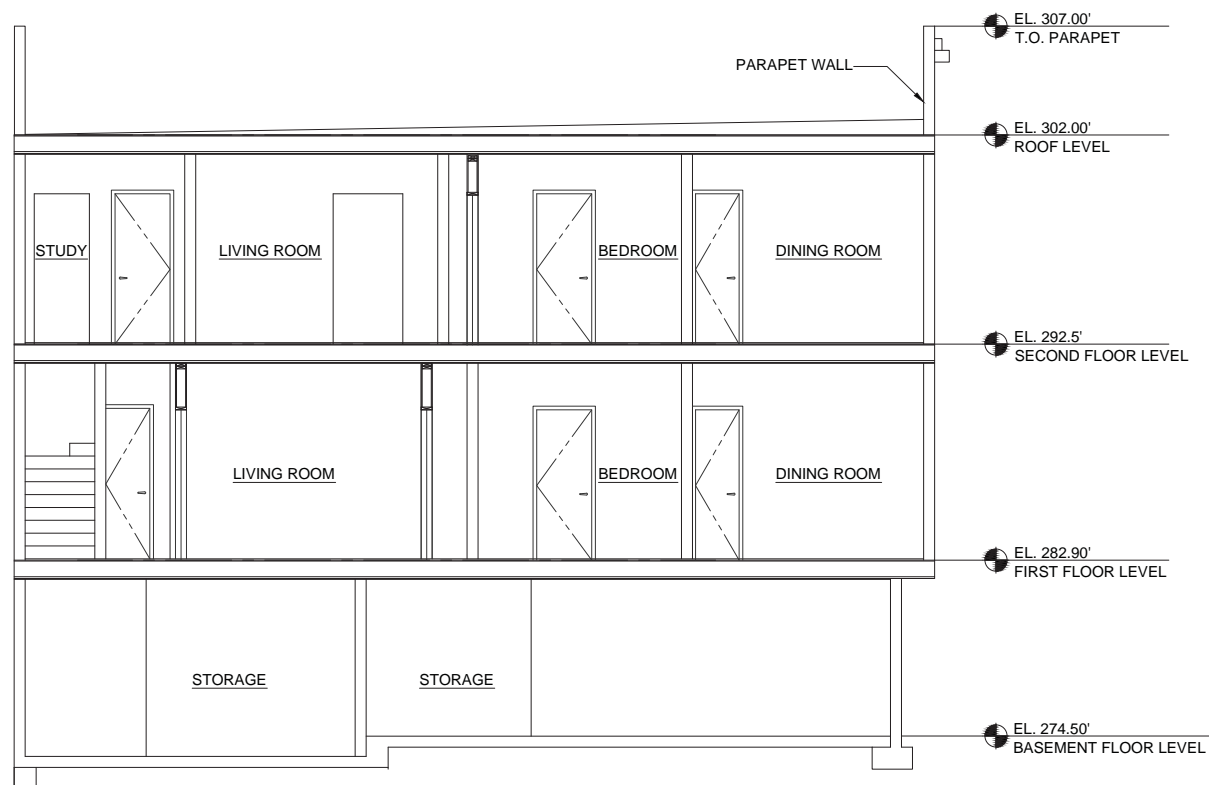 EL. 307.00'
T.O. PARAPET
PARAPET WALL
EL. 302.00'
ROOF LEVEL
STUDY
LIVING ROOM
BEDROOM
DINING ROOM
EL. 292.5'
SECOND FLOOR LEVEL
LIVING ROOM
BEDROOM
DINING ROOM
EL. 282.90'
FIRST FLOOR LEVEL
STORAGE
STORAGE
EL. 274.50'
BASEMENT FLOOR LEVEL